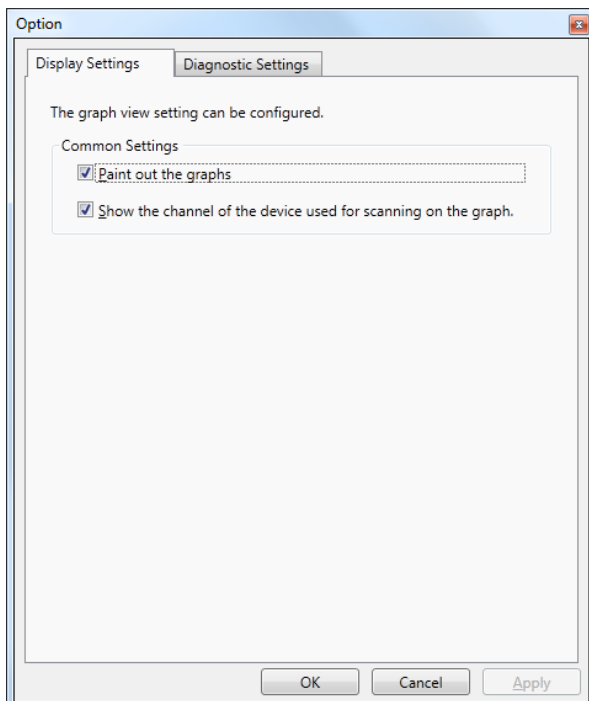 Option
Display Settings
Diagnostic Settings
The graph view setting can be configured.
Common Settings
Paint out the graphs
Show the channel of the device used for scanning on the graph.
OK
Cancel
Apply